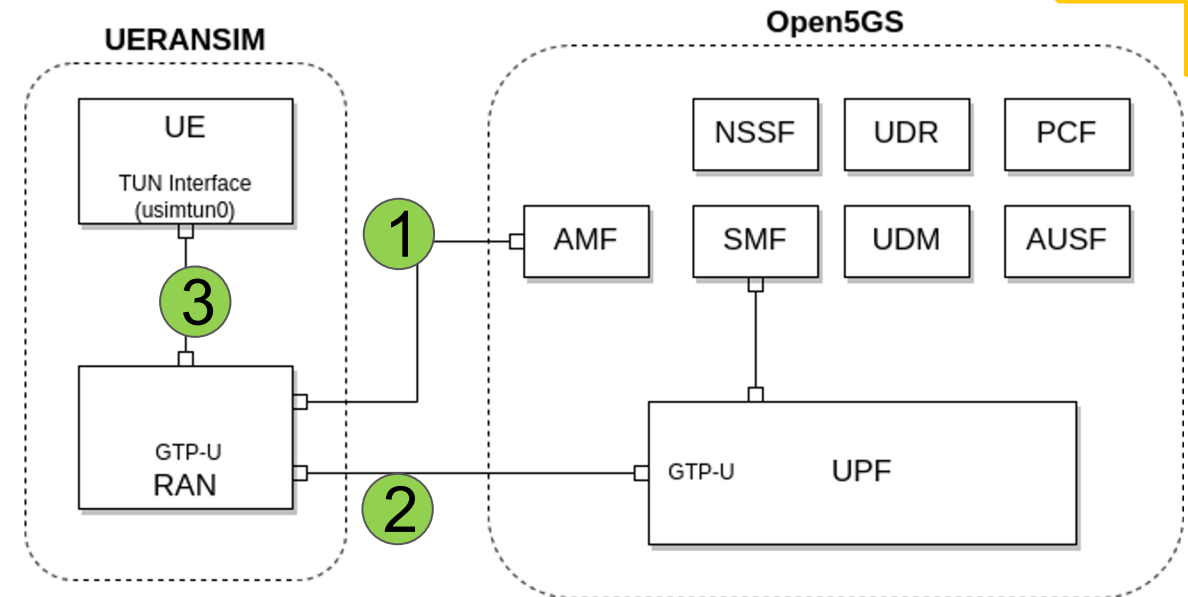 UERANSIM
Open5GS
UE
TUN Interface
(usimtun0)
NSSF
UDR
PCF
1
AMF
SMF
UDM
AUSF
3
GTP-U
RAN
2
GTP-U
UPF